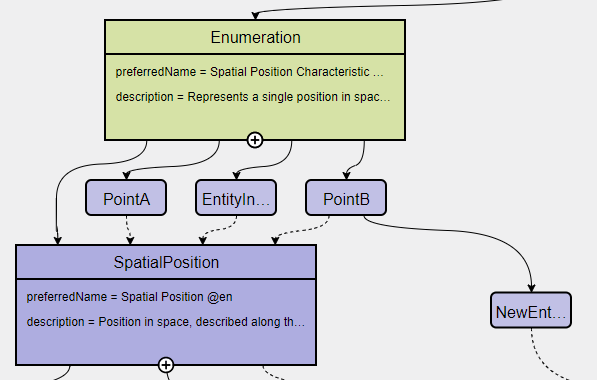 Enumeration
preferredName = Spatial Position Characteristic ...
description = Represents a single position in spac...
PointA
EntityIn...
PointB
SpatialPosition
preferredName = Spatial Position @en
description = Position in space, described along th...
NewEnt...